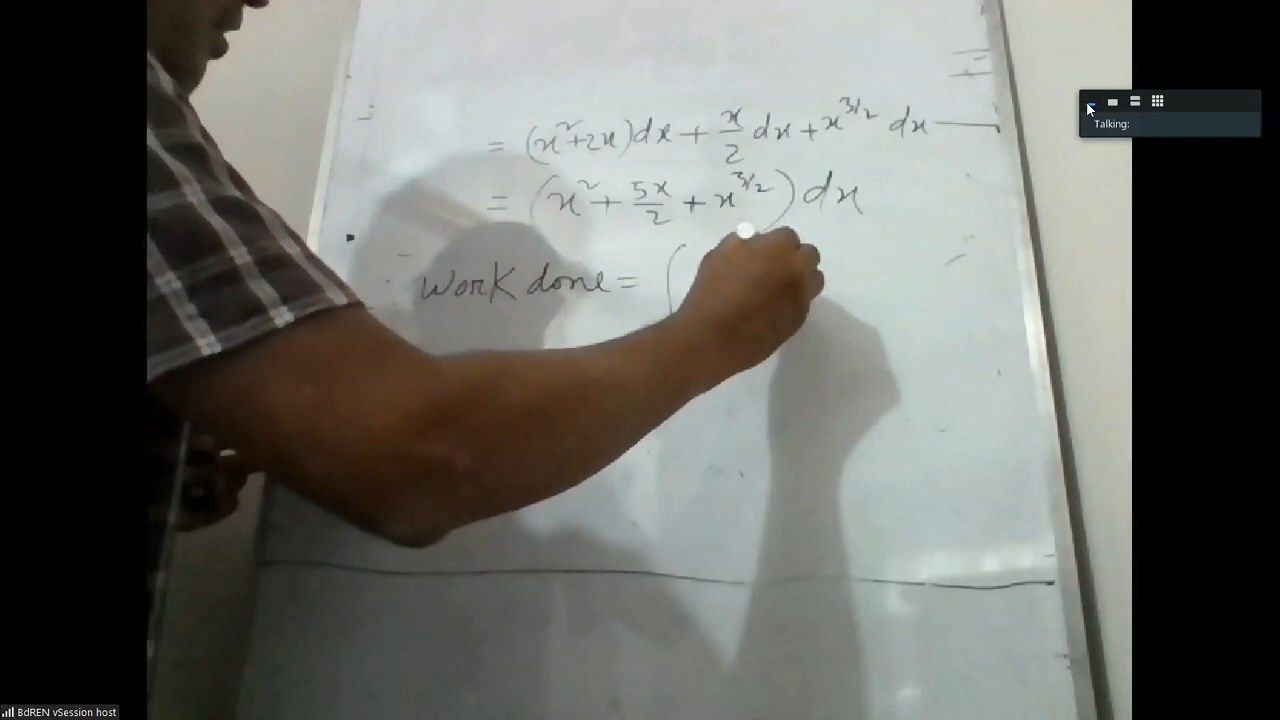 = (x²+2x)dx + x/2 dx + x^3/2 dx
= (x² + 5x/2 + x^3/2) dx
Work done = (
Talking:
BdREN vSession host